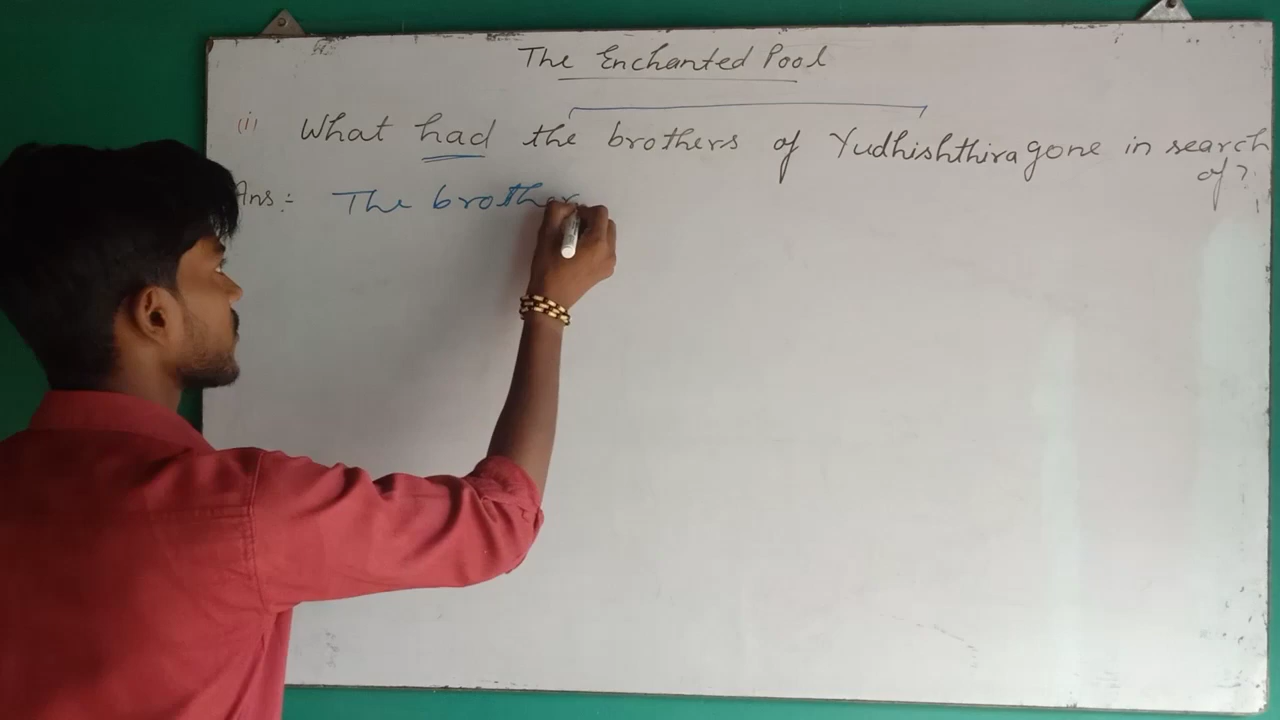 The Enchanted Pool
(i) What had the brothers of Yudhishthira gone in search
of?
Ans :- The brother